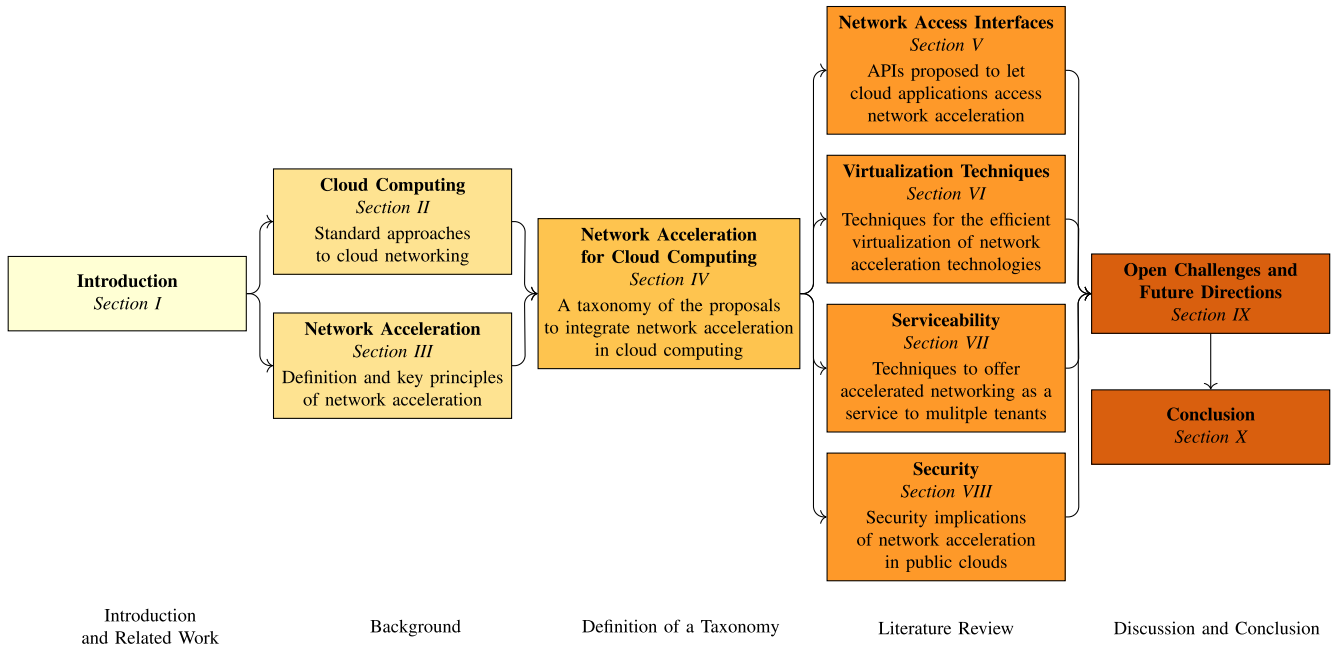 Introduction
Section I
Cloud Computing
Section II
Standard approaches
to cloud networking
Network Acceleration
Section III
Definition and key principles
of network acceleration
Network Acceleration
for Cloud Computing
Section IV
A taxonomy of the proposals
to integrate network acceleration
in cloud computing
Network Access Interfaces
Section V
APIs proposed to let
cloud applications access
network acceleration
Virtualization Techniques
Section VI
Techniques for the efficient
virtualization of network
acceleration technologies
Serviceability
Section VII
Techniques to offer
accelerated networking as a
service to mulitple tenants
Security
Section VIII
Security implications
of network acceleration
in public clouds
Open Challenges and
Future Directions
Section IX
Conclusion
Section X
Introduction
and Related Work
Background
Definition of a Taxonomy
Literature Review
Discussion and Conclusion